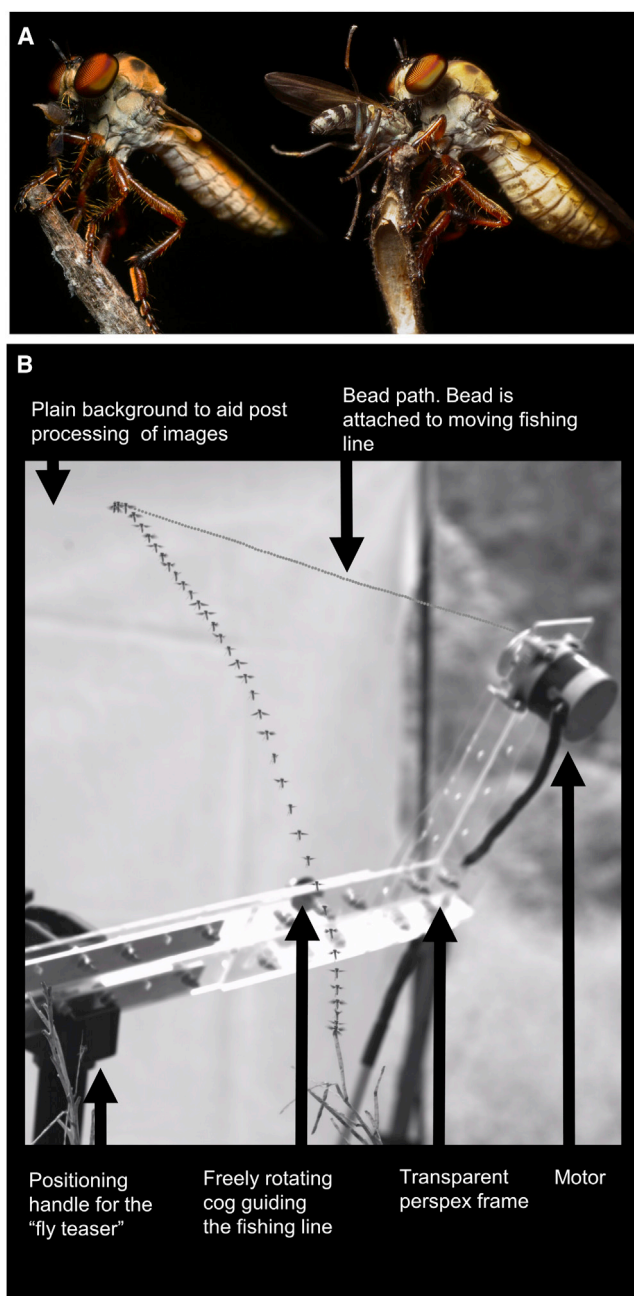 A
B
Plain background to aid post
processing of images
Bead path. Bead is
attached to moving fishing
line
Positioning
handle for the
“fly teaser”
Freely rotating
cog guiding
the fishing line
Transparent
perspex frame
Motor